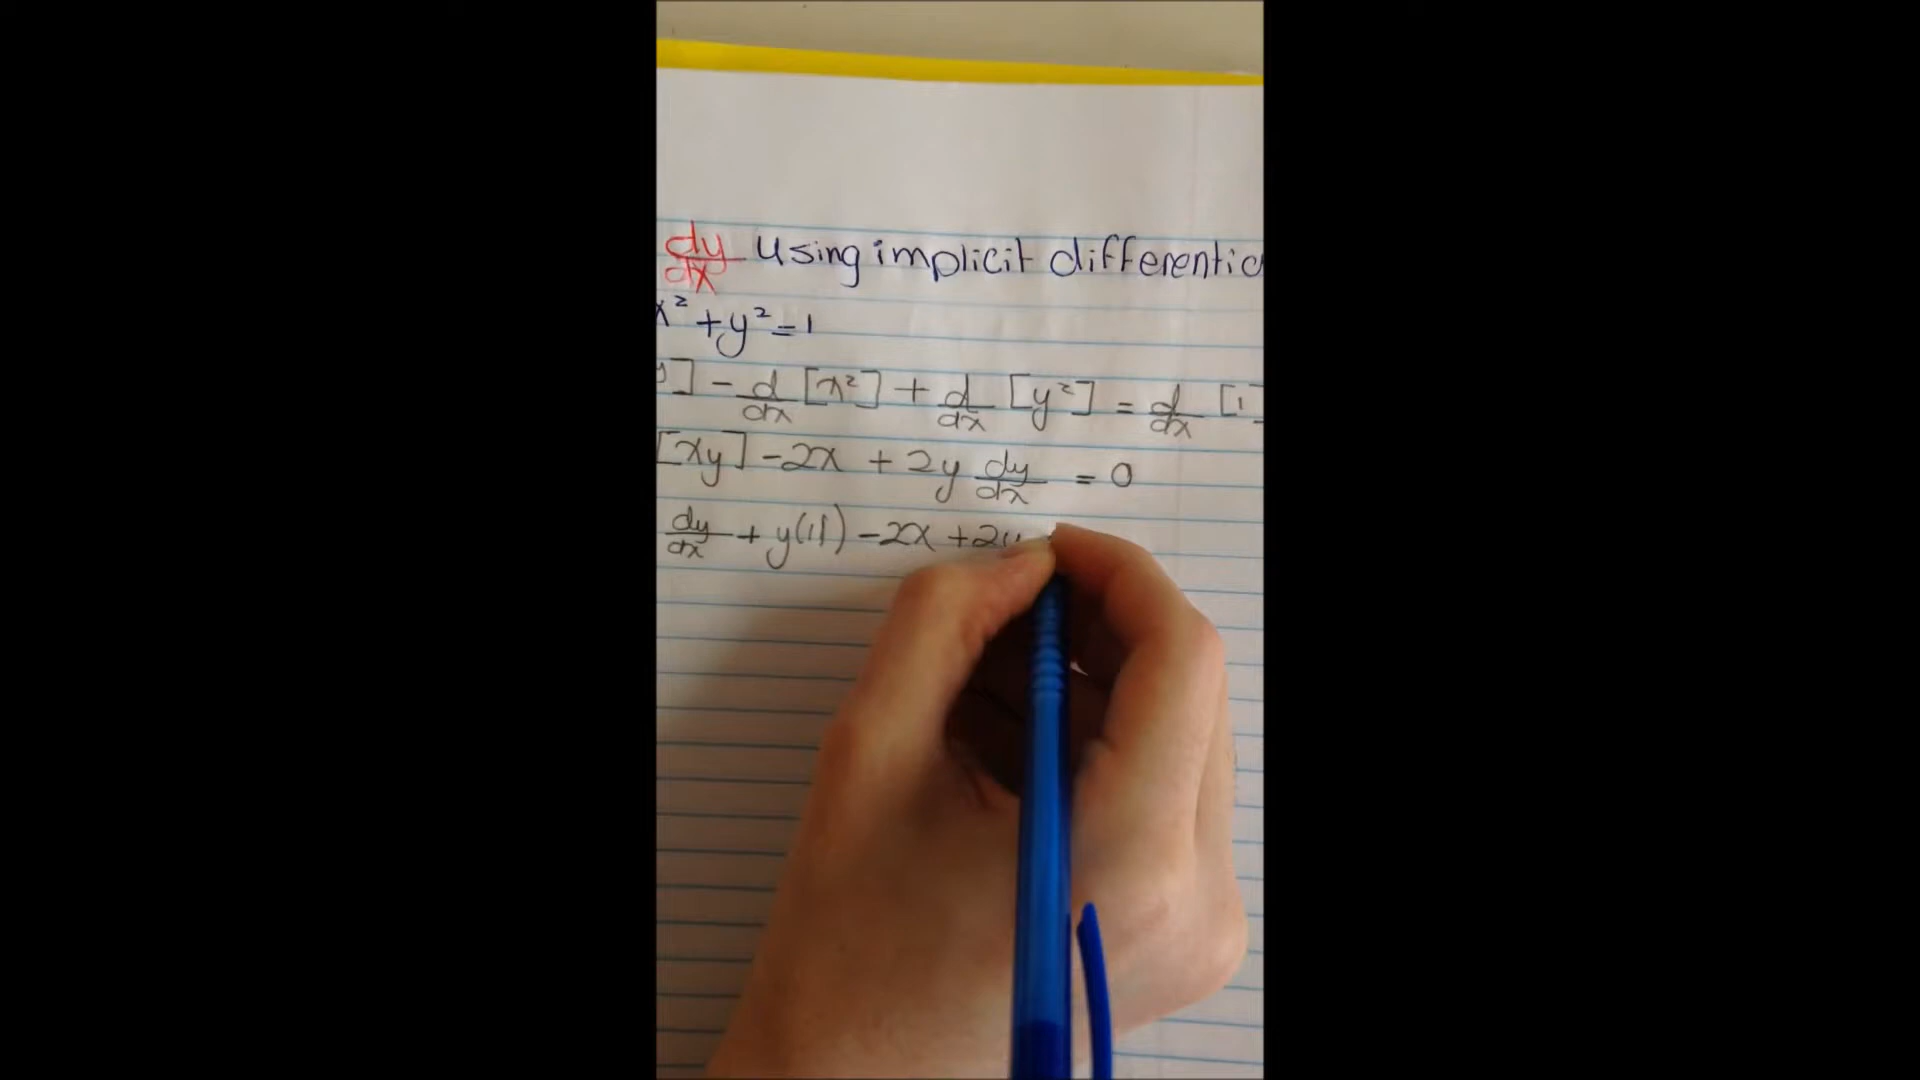 dy/dx using implicit differentia
x² + y² = 1
y] - d/dx [x²] + d/dx [y²] = d/dx [1]
[xy] - 2x + 2y dy/dx = 0
dy/dx + y(1) - 2x + 2y